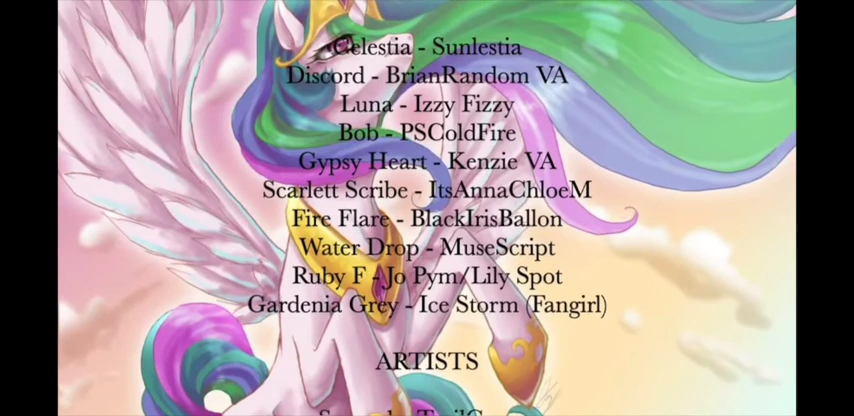 Celestia - Sunlestia
Discord - BrianRandom VA
Luna - Izzy Fizzy
Bob - PSColdFire
Gypsy Heart - Kenzie VA
Scarlett Scribe - ItsAnnaChloeM
Fire Flare - BlackIrisBallon
Water Drop - MuseScript
Ruby F - Jo Pym/Lily Spot
Gardenia Grey - Ice Storm (Fangirl)
ARTISTS